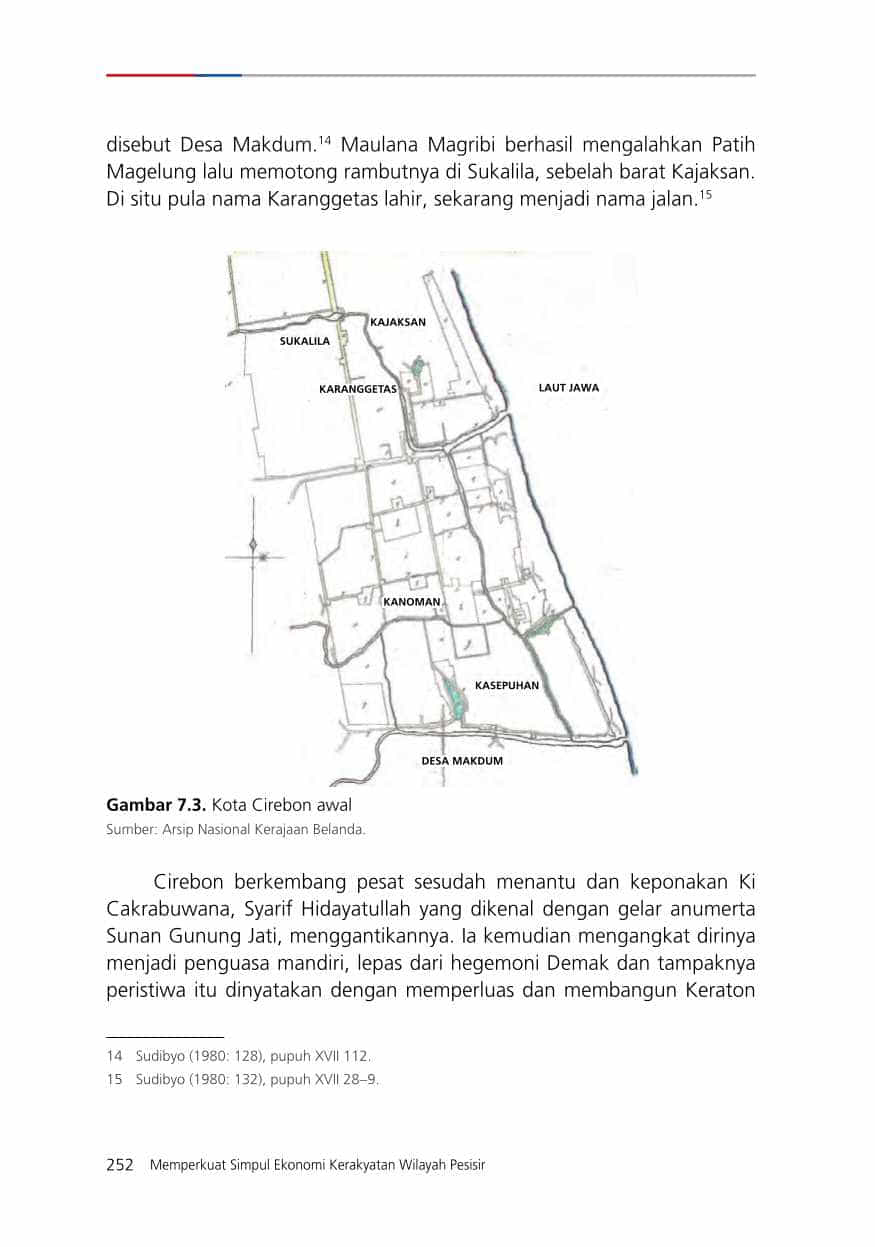 disebut Desa Makdum.14 Maulana Magribi berhasil mengalahkan Patih
Magelung lalu memotong rambutnya di Sukalila, sebelah barat Kajaksan.
Di situ pula nama Karanggetas lahir, sekarang menjadi nama jalan.15
KAJAKSAN
SUKALILA
KARANGGETAS
LAUT JAWA
KANOMAN
KASEPUHAN
DESA MAKDUM
Gambar 7.3. Kota Cirebon awal
Sumber: Arsip Nasional Kerajaan Belanda.
Cirebon berkembang pesat sesudah menantu dan keponakan Ki
Cakrabuwana, Syarif Hidayatullah yang dikenal dengan gelar anumerta
Sunan Gunung Jati, menggantikannya. Ia kemudian mengangkat dirinya
menjadi penguasa mandiri, lepas dari hegemoni Demak dan tampaknya
peristiwa itu dinyatakan dengan memperluas dan membangun Keraton
14 Sudibyo (1980: 128), pupuh XVII 112.
15 Sudibyo (1980: 132), pupuh XVII 28–9.
252 Memperkuat Simpul Ekonomi Kerakyatan Wilayah Pesisir